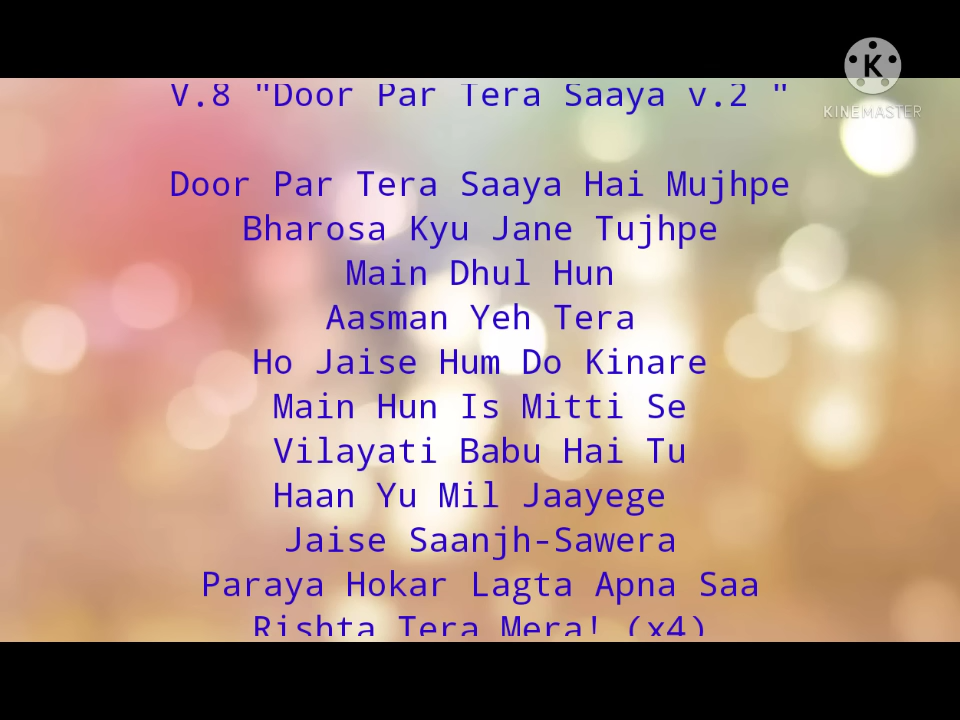 V.8 "Door Par Tera Saaya v.2 "
Door Par Tera Saaya Hai Mujhpe
Bharosa Kyu Jane Tujhpe
Main Dhul Hun
Aasman Yeh Tera
Ho Jaise Hum Do Kinare
Main Hun Is Mitti Se
Vilayati Babu Hai Tu
Haan Yu Mil Jaayege
Jaise Saanjh-Sawera
Paraya Hokar Lagta Apna Saa
Rishta Tera Mera! (x4)
K
KINEMASTER